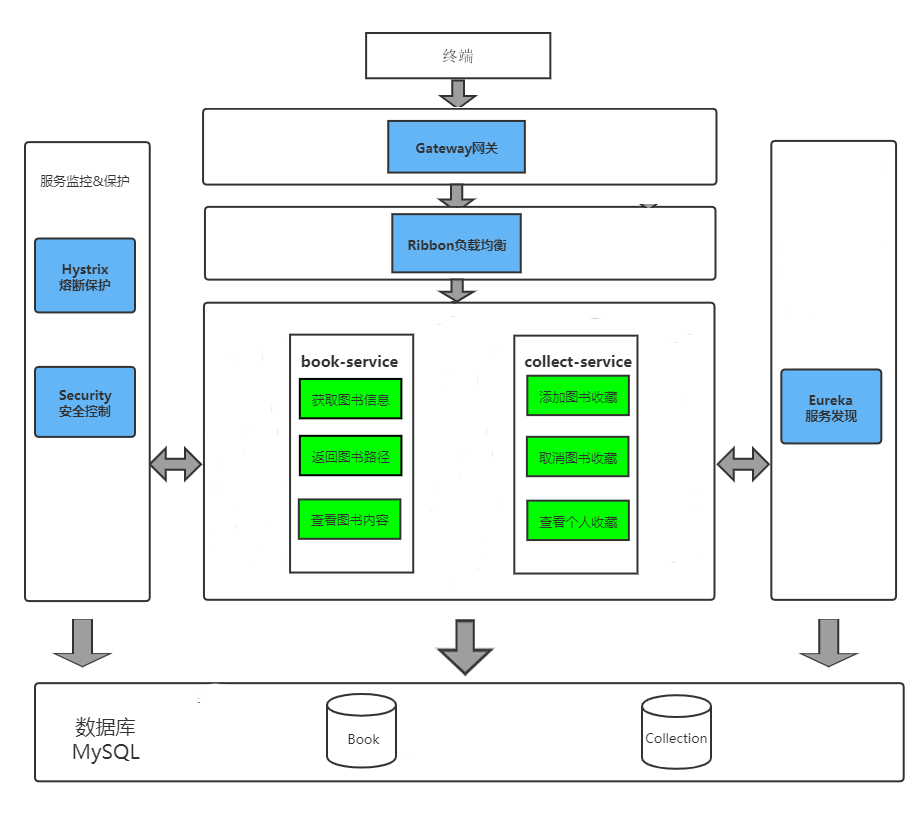 终端
Gateway网关
服务监控&保护
Ribbon负载均衡
Hystrix
熔断保护
book-service
collect-service
获取图书信息
添加图书收藏
Security
安全控制
Eureka
服务发现
返回图书路径
取消图书收藏
查看图书内容
查看个人收藏
数据库
MySQL
Book
Collection